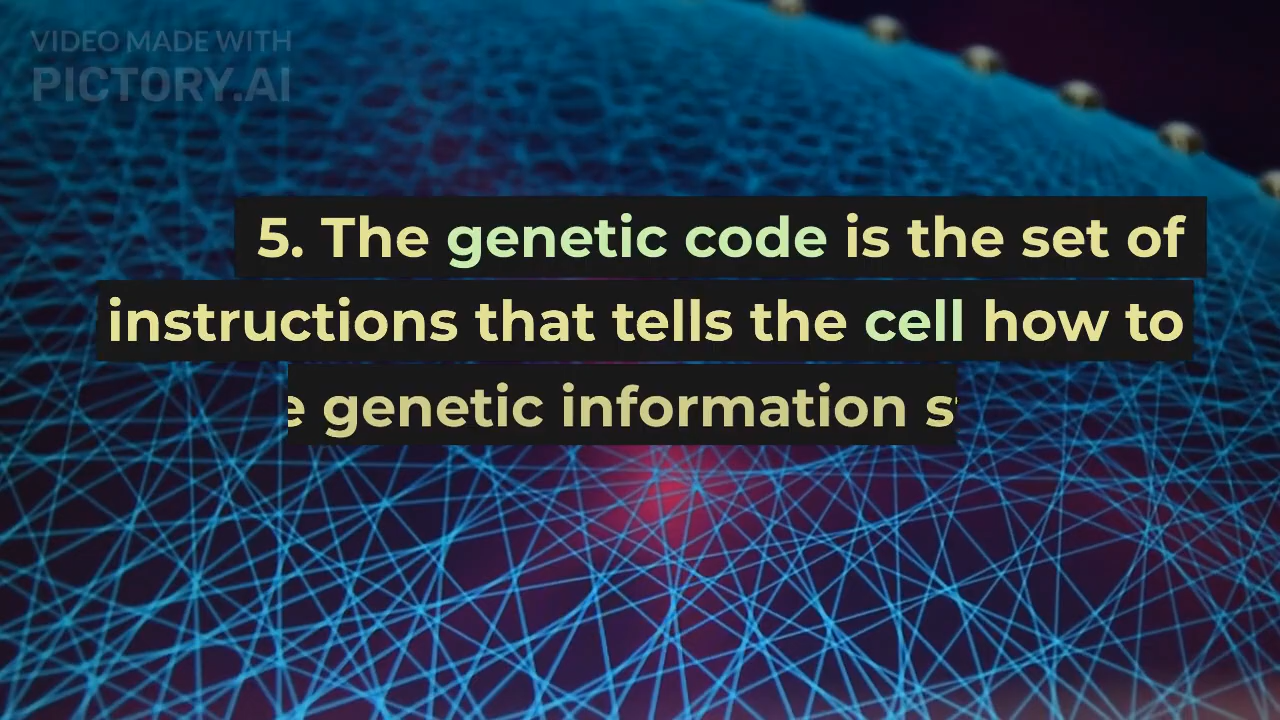 VIDEO MADE WITH
PICTORY.AI
5. The genetic code is the set of
instructions that tells the cell how to
genetic information